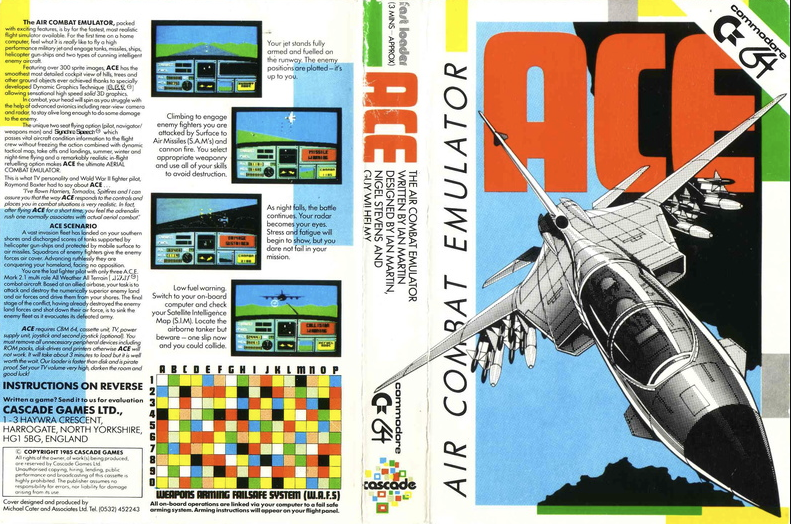 The AIR COMBAT EMULATOR, packed
with exciting features, is by far the fastest, most realistic
flight simulator available. For the first time on a home
computer, feel what it is really like to fly a high
performance military jet and engage tanks, missiles, ships,
helicopter gun-ships and two types of cunning intelligent
enemy aircraft.
Featuring over 300 sprite images, ACE has the
smoothest most detailed cockpit view of hills, trees and
other ground objects ever achieved thanks to specially
developed Dynamic Graphics Technique
allowing sensational high speed solid 3D graphics.
In combat, your head will spin as you struggle with
the help of advanced avionics including rear-view camera
and radar, to stay alive long enough to do some damage
to the enemy.
The unique two seat flying option (pilot, navigator/
weapons man) and Synchro Speech © which
passes vital aircraft condition information to the flight
crew without freezing the action combined with dynamic
tactical map, take offs, landings, summer, winter and
night-time flying and a remarkably realistic in-flight
refuelling option makes ACE the ultimate AERIAL
COMBAT EMULATOR.
This is what TV personality and World War II fighter pilot,
Raymond Baxter had to say about ACE . . .
'I've flown Harriers, Tornados, Spitfires and I can
assure you that the way ACE responds to the controls and
places you in combat situations is very realistic. In fact,
after flying ACE for a short time, you feel the adrenalin
rush one normally associates with actual aerial combat'.
ACE SCENARIO
A vast invasion fleet has landed on your southern
shores and discharged scores of tanks supported by
helicopter gun-ships and protected by mobile surface to
air missiles. Squadrons of enemy fighters give the enemy
forces air cover. Advancing ruthlessly they are
conquering your homeland, facing no opposition.
You are the last fighter pilot with only three A.C.E.
Mark 2.1 multi role All Weather All Terrain
combat aircraft. Based at an allied airbase, your task is to
attack and destroy the numerically superior enemy land
and air forces and drive them from your shores. The final
stage of the conflict, having already destroyed the enemy
land forces and shot down their air force, is to sink the
enemy fleet as it evacuates its defeated army.
ACE requires CBM 64, cassette unit, TV, power
supply unit, joystick and second joystick (optional). You
must remove all unnecessary peripheral devices including
ROM packs, disk-drives and printers otherwise ACE will
not work. It will take about 3 minutes to load but it is well
worth the wait. Our loader is faster than disk and is pirate
proof. Set your TV volume very high, darken the room and
good luck!
INSTRUCTIONS ON REVERSE
Written a game? Send it to us for evaluation
CASCADE GAMES LTD.,
1 - 3 HAYWRA CRESCENT,
HARROGATE, NORTH YORKSHIRE,
HG1 5BG, ENGLAND
© COPYRIGHT 1985 CASCADE GAMES Ltd.
All rights of the owner, of work(s) being produced,
are reserved by Cascade Games Ltd.
Unauthorised copying, hiring, lending, public
performance and broadcasting of this cassette is
highly prohibited. The publisher assumes no
responsibility for errors, nor liability for damage
arising from its use
Cover designed and produced by
Michael Cater and Associates Ltd. Tel. (0532) 452243
Your jet stands fully
armed and fuelled on
the runway. The enemy
positions are plotted – it's
up to you.
Climbing to engage
enemy fighters you are
attacked by Surface to
Air Missiles (S.A.M's) and
cannon fire. You select
appropriate weaponry
and use all of your skills
to avoid destruction.
MISSILE
WARNING
As night falls, the battle
continues. Your radar
becomes your eyes.
Stress and fatigue will
begin to show, but you
dare not fail in your
mission.
DAMAGE
SUSTAINED
Low fuel warning.
Switch to your on-board
computer and check
your Satellite Intelligence
Map (S.I.M). Locate the
airborne tanker but
beware – one slip now
and you could collide.
COLLISION
WARNING
A B C D E F G H I J K L M N O P
1
2
3
4
5
6
7
8
9
0
WEAPONS ARMING FAILSAFE SYSTEM (W.A.F.S)
All on-board operations are linked via your computer to a fail safe
arming system. Arming instructions will appear on your flight panel.
fast loader
(3 MINS - APPROX)
ACE
THE AIR COMBAT EMULATOR
WRITTEN BY IAN MARTIN
DESIGNED BY IAN MARTIN,
NIGEL STEVENS AND
GUY WILHELMY
commodore
64
cascade
AIR COMBAT EMULATOR
ACE
commodore
64